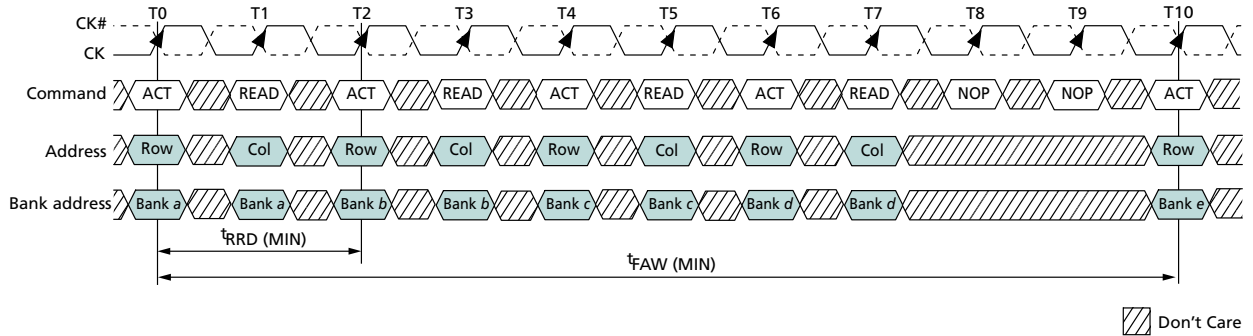 T0 T1 T2 T3 T4 T5 T6 T7 T8 T9 T10
CK#
CK
Command ACT READ ACT READ ACT READ ACT READ NOP NOP ACT
Address Row Col Row Col Row Col Row Col Row
Bank address Bank a Bank a Bank b Bank b Bank c Bank c Bank d Bank d Bank e
tRRD (MIN)
tFAW (MIN)
Don't Care